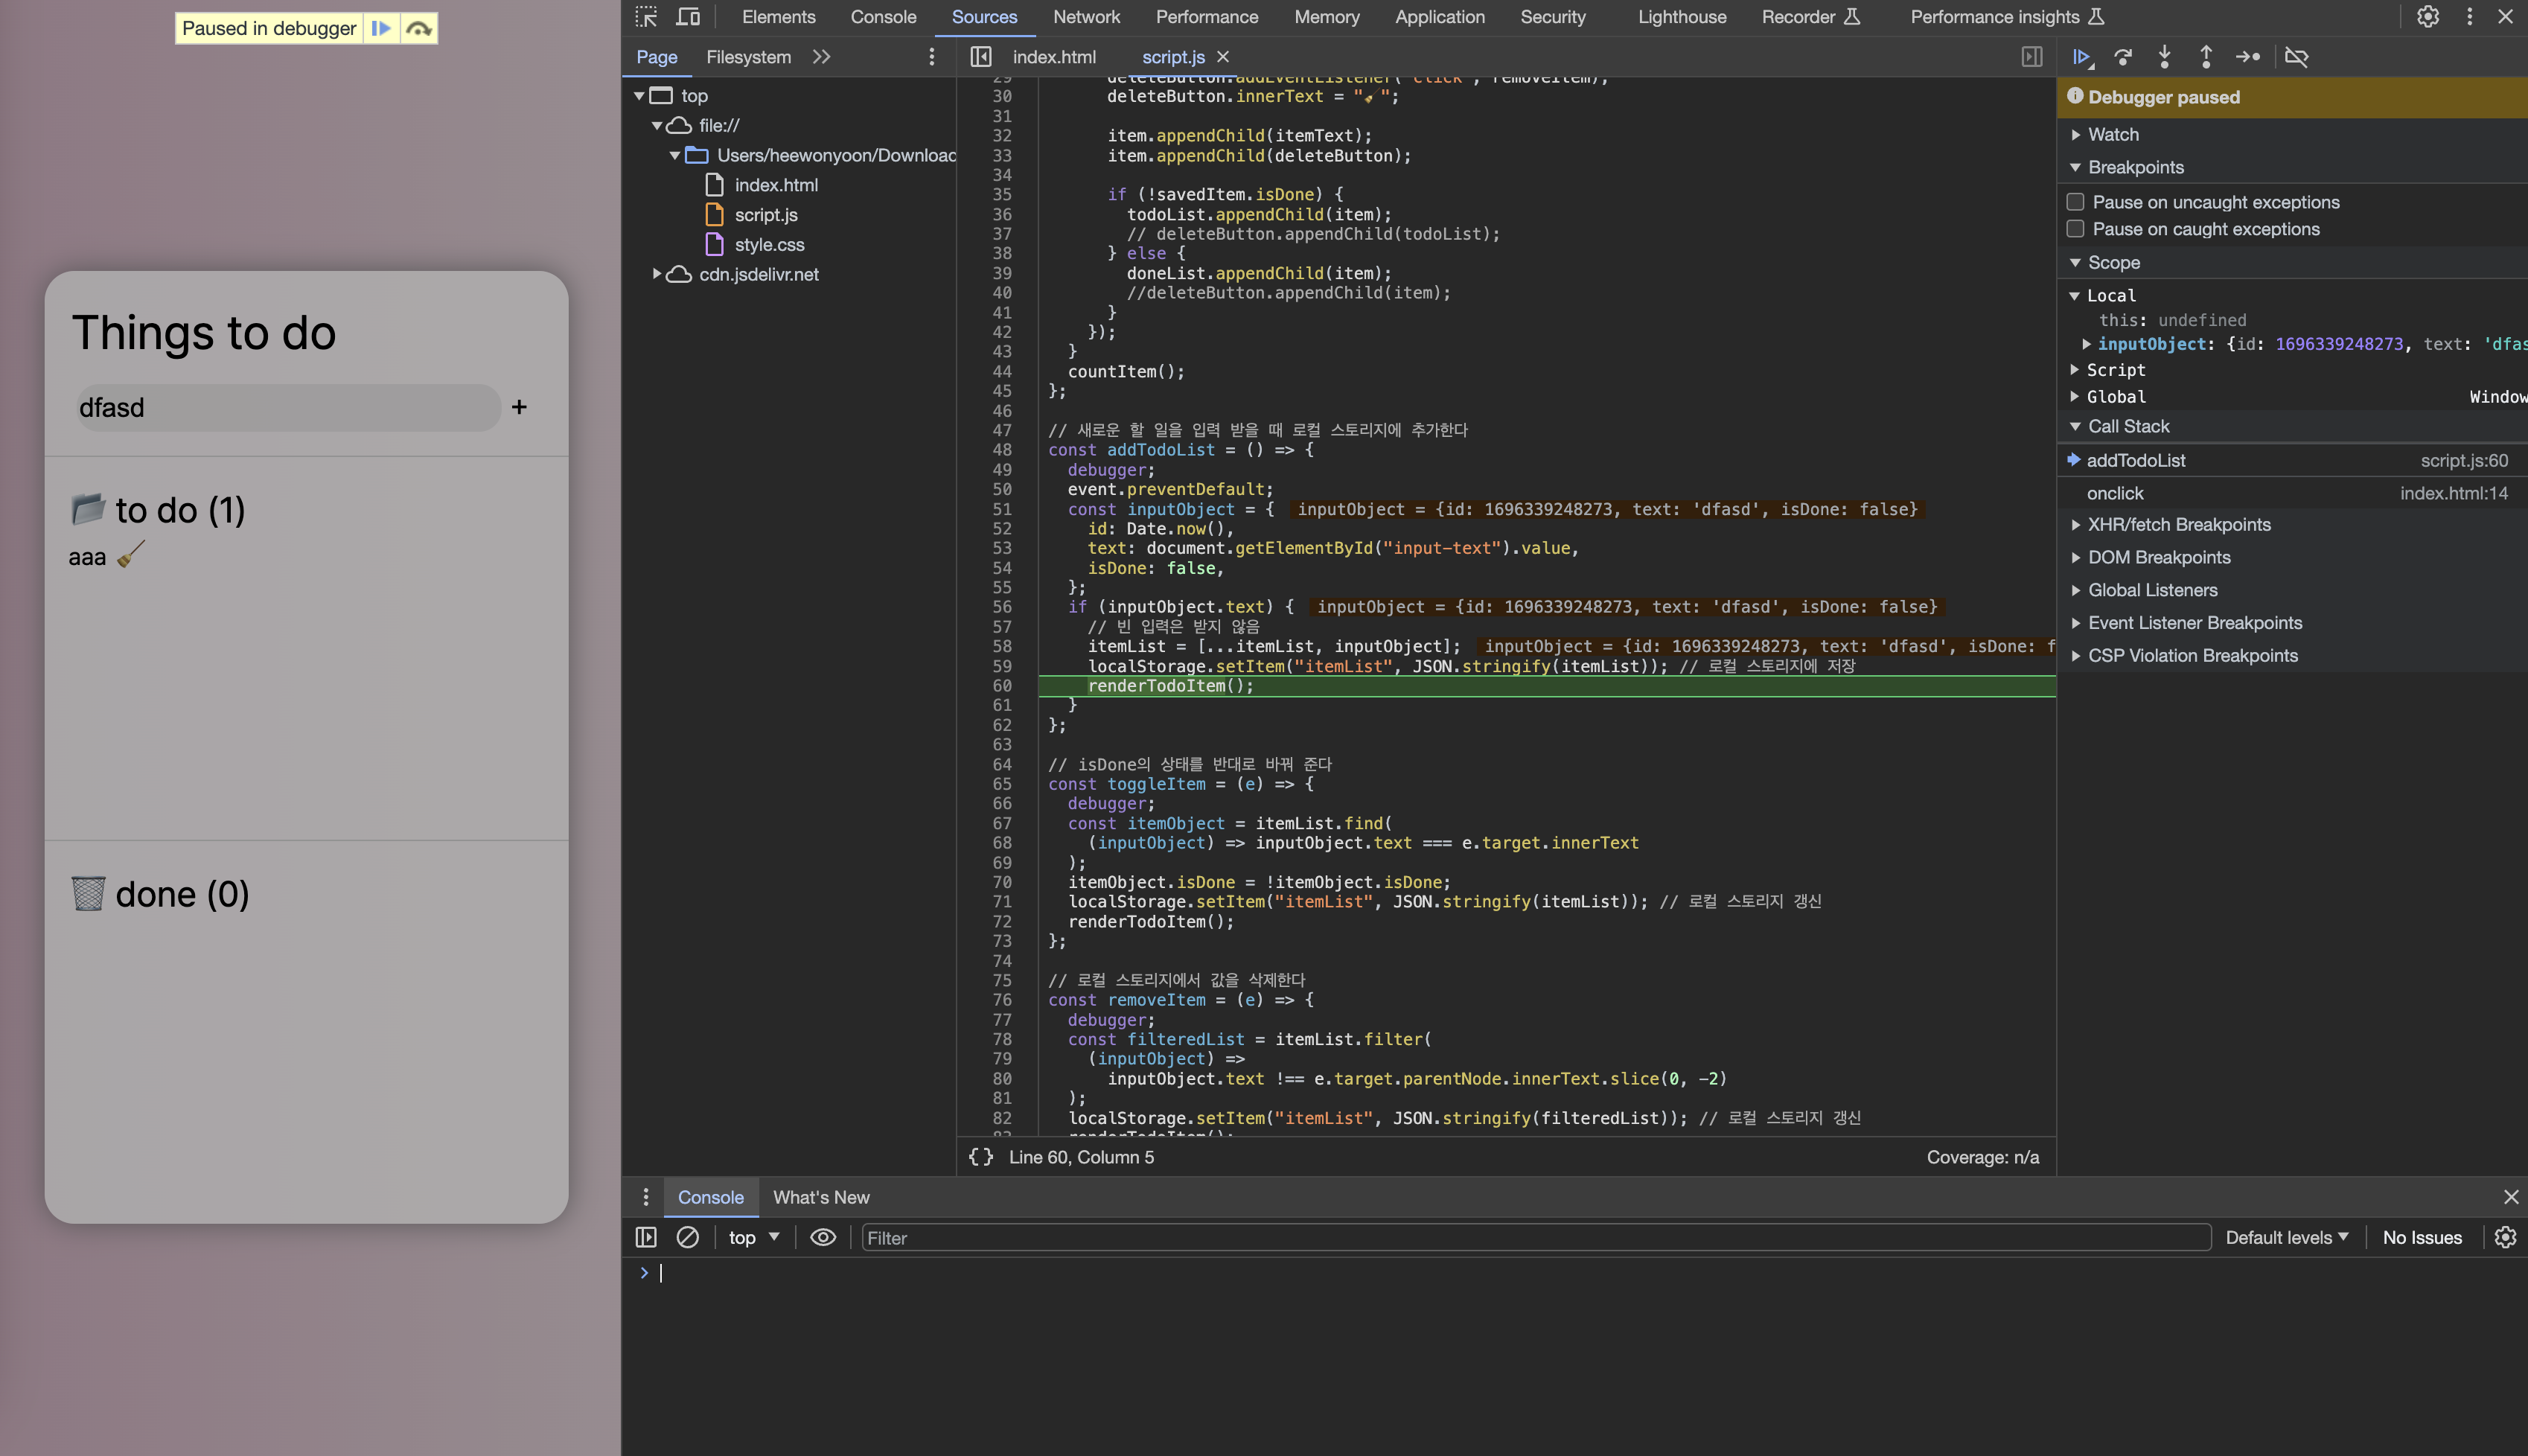 Paused in debugger
Things to do
dfasd
+
to do (1)
aaa 🧹
done (0)
Elements Console Sources Network Performance Memory Application Security Lighthouse Recorder Performance insights
Page Filesystem
index.html script.js
top
file://
Users/heewonyoon/Downloac
index.html
script.js
style.css
cdn.jsdelivr.net
29 deleteButton.addEventListener("click", removeItem);
30 deleteButton.innerText = "🧹";
31
32 item.appendChild(itemText);
33 item.appendChild(deleteButton);
34
35 if (!savedItem.isDone) {
36 todoList.appendChild(item);
37 // deleteButton.appendChild(todoList);
38 } else {
39 doneList.appendChild(item);
40 //deleteButton.appendChild(item);
41 }
42 });
43 }
44 countItem();
45 };
46
47 // 새로운 할 일을 입력 받을 때 로컬 스토리지에 추가한다
48 const addTodoList = () => {
49 debugger;
50 event.preventDefault;
51 const inputObject = { inputObject = {id: 1696339248273, text: 'dfasd', isDone: false}
52 id: Date.now(),
53 text: document.getElementById("input-text").value,
54 isDone: false,
55 };
56 if (inputObject.text) { inputObject = {id: 1696339248273, text: 'dfasd', isDone: false}
57 // 빈 입력은 받지 않음
58 itemList = [...itemList, inputObject]; inputObject = {id: 1696339248273, text: 'dfasd', isDone: f
59 localStorage.setItem("itemList", JSON.stringify(itemList)); // 로컬 스토리지에 저장
60 renderTodoItem();
61 }
62 };
63
64 // isDone의 상태를 반대로 바꿔 준다
65 const toggleItem = (e) => {
66 debugger;
67 const itemObject = itemList.find(
68 (inputObject) => inputObject.text === e.target.innerText
69 );
70 itemObject.isDone = !itemObject.isDone;
71 localStorage.setItem("itemList", JSON.stringify(itemList)); // 로컬 스토리지 갱신
72 renderTodoItem();
73 };
74
75 // 로컬 스토리지에서 값을 삭제한다
76 const removeItem = (e) => {
77 debugger;
78 const filteredList = itemList.filter(
79 (inputObject) =>
80 inputObject.text !== e.target.parentNode.innerText.slice(0, -2)
81 );
82 localStorage.setItem("itemList", JSON.stringify(filteredList)); // 로컬 스토리지 갱신
83 renderTodoItem();
{} Line 60, Column 5
Coverage: n/a
Debugger paused
Watch
Breakpoints
Pause on uncaught exceptions
Pause on caught exceptions
Scope
Local
this: undefined
inputObject: {id: 1696339248273, text: 'dfas
Script
Global Window
Call Stack
addTodoList script.js:60
onclick index.html:14
XHR/fetch Breakpoints
DOM Breakpoints
Global Listeners
Event Listener Breakpoints
CSP Violation Breakpoints
Console What's New
top Filter Default levels No Issues